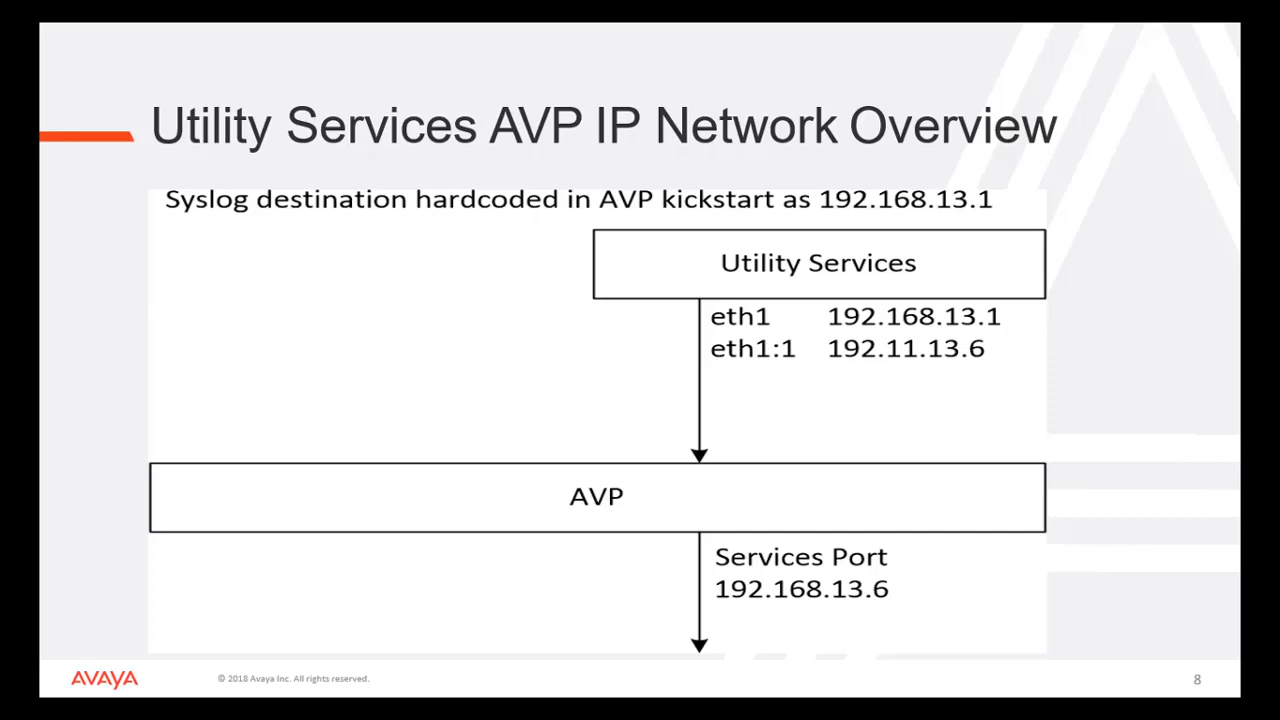 Utility Services AVP IP Network Overview
Syslog destination hardcoded in AVP kickstart as 192.168.13.1
Utility Services
eth1 192.168.13.1
eth1:1 192.11.13.6
AVP
Services Port
192.168.13.6
AVAYA
© 2018 Avaya Inc. All rights reserved.
8